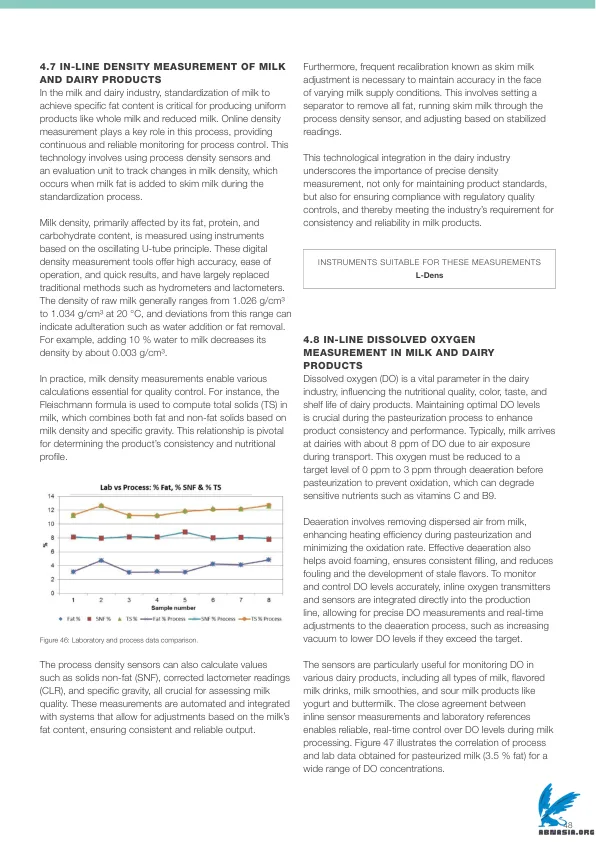 4.7 IN-LINE DENSITY MEASUREMENT OF MILK
AND DAIRY PRODUCTS
In the milk and dairy industry, standardization of milk to
achieve specific fat content is critical for producing uniform
products like whole milk and reduced milk. Online density
measurement plays a key role in this process, providing
continuous and reliable monitoring for process control. This
technology involves using process density sensors and
an evaluation unit to track changes in milk density, which
occurs when milk fat is added to skim milk during the
standardization process.
Milk density, primarily affected by its fat, protein, and
carbohydrate content, is measured using instruments
based on the oscillating U-tube principle. These digital
density measurement tools offer high accuracy, ease of
operation, and quick results, and have largely replaced
traditional methods such as hydrometers and lactometers.
The density of raw milk generally ranges from 1.026 g/cm³
to 1.034 g/cm³ at 20 °C, and deviations from this range can
indicate adulteration such as water addition or fat removal.
For example, adding 10 % water to milk decreases its
density by about 0.003 g/cm³.
In practice, milk density measurements enable various
calculations essential for quality control. For instance, the
Fleischmann formula is used to compute total solids (TS) in
milk, which combines both fat and non-fat solids based on
milk density and specific gravity. This relationship is pivotal
for determining the product's consistency and nutritional
profile.
Lab vs Process: % Fat, % SNF & % TS
14
12
10
8
6
4
2
0
%
1 2 3 4 5 6 7 8
Sample number
Fat % SNF % TS % Fat % Process SNF % Process TS % Process
Figure 46: Laboratory and process data comparison.
The process density sensors can also calculate values
such as solids non-fat (SNF), corrected lactometer readings
(CLR), and specific gravity, all crucial for assessing milk
quality. These measurements are automated and integrated
with systems that allow for adjustments based on the milk's
fat content, ensuring consistent and reliable output.
Furthermore, frequent recalibration known as skim milk
adjustment is necessary to maintain accuracy in the face
of varying milk supply conditions. This involves setting a
separator to remove all fat, running skim milk through the
process density sensor, and adjusting based on stabilized
readings.
This technological integration in the dairy industry
underscores the importance of precise density
measurement, not only for maintaining product standards,
but also for ensuring compliance with regulatory quality
controls, and thereby meeting the industry's requirement for
consistency and reliability in milk products.
INSTRUMENTS SUITABLE FOR THESE MEASUREMENTS
L-Dens
4.8 IN-LINE DISSOLVED OXYGEN
MEASUREMENT IN MILK AND DAIRY
PRODUCTS
Dissolved oxygen (DO) is a vital parameter in the dairy
industry, influencing the nutritional quality, color, taste, and
shelf life of dairy products. Maintaining optimal DO levels
is crucial during the pasteurization process to enhance
product consistency and performance. Typically, milk arrives
at dairies with about 8 ppm of DO due to air exposure
during transport. This oxygen must be reduced to a
target level of 0 ppm to 3 ppm through deaeration before
pasteurization to prevent oxidation, which can degrade
sensitive nutrients such as vitamins C and B9.
Deaeration involves removing dispersed air from milk,
enhancing heating efficiency during pasteurization and
minimizing the oxidation rate. Effective deaeration also
helps avoid foaming, ensures consistent filling, and reduces
fouling and the development of stale flavors. To monitor
and control DO levels accurately, inline oxygen transmitters
and sensors are integrated directly into the production
line, allowing for precise DO measurements and real-time
adjustments to the deaeration process, such as increasing
vacuum to lower DO levels if they exceed the target.
The sensors are particularly useful for monitoring DO in
various dairy products, including all types of milk, flavored
milk drinks, milk smoothies, and sour milk products like
yogurt and buttermilk. The close agreement between
inline sensor measurements and laboratory references
enables reliable, real-time control over DO levels during milk
processing. Figure 47 illustrates the correlation of process
and lab data obtained for pasteurized milk (3.5 % fat) for a
wide range of DO concentrations.
48
ABNASIA.ORG